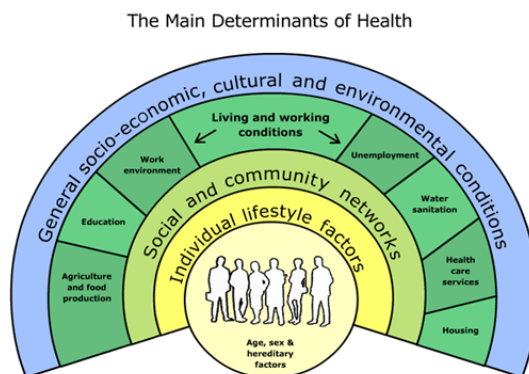 The Main Determinants of Health
General socio-economic, cultural and environmental conditions
Living and working
conditions
Work
environment
Unemployment
Education
Water
sanitation
Agriculture
and food
production
Health
care
services
Housing
Social and community networks
Individual lifestyle factors
Age, sex &
hereditary
factors